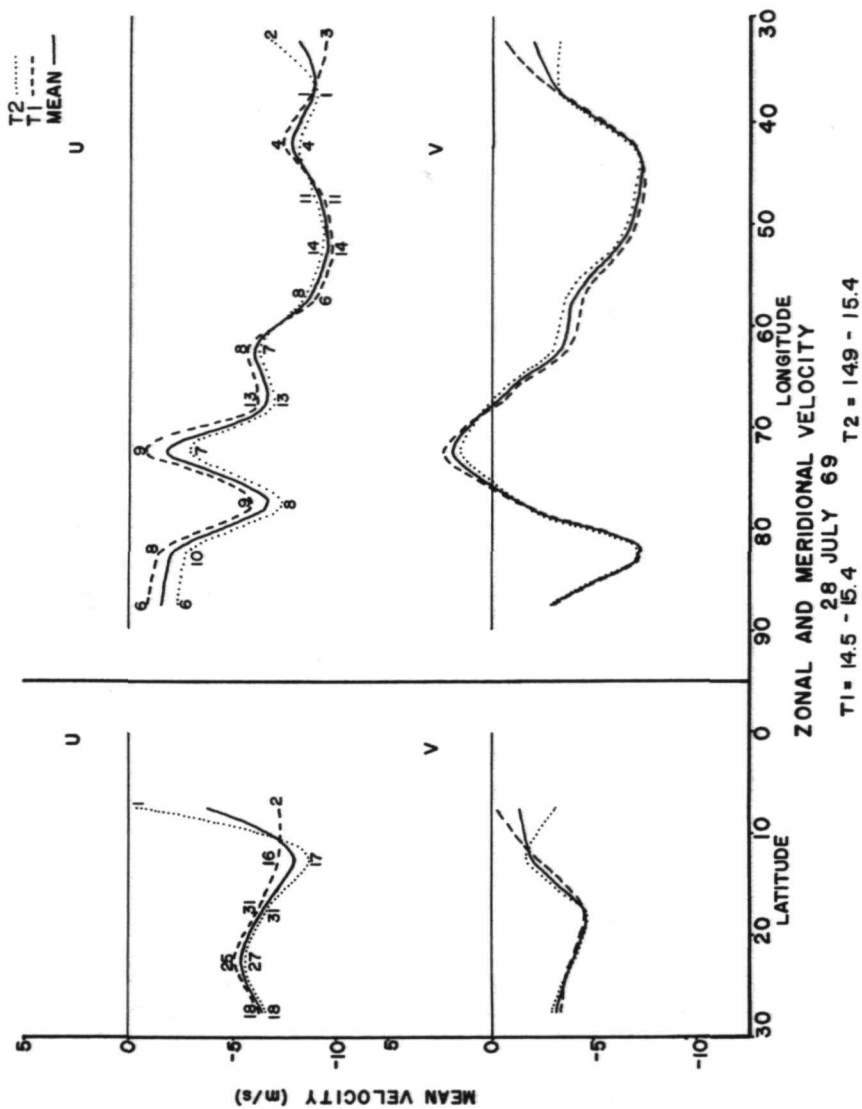 T2 ........
T1 ----
MEAN ——
U
U
5
0
-5
-10
1
2
16
17
31
31
25
27
18
18
6
6
8
10
9
8
9
7
13
13
8
7
8
6
14
14
11
11
4
4
1
1
2
3
V
V
0
-5
-10
MEAN VELOCITY (m/s)
30 20 10 0
LATITUDE
90 80 70 60 50 40 30
LONGITUDE
ZONAL AND MERIDIONAL VELOCITY
28 JULY 69
T1 = 14.5 - 15.4 T2 = 14.9 - 15.4